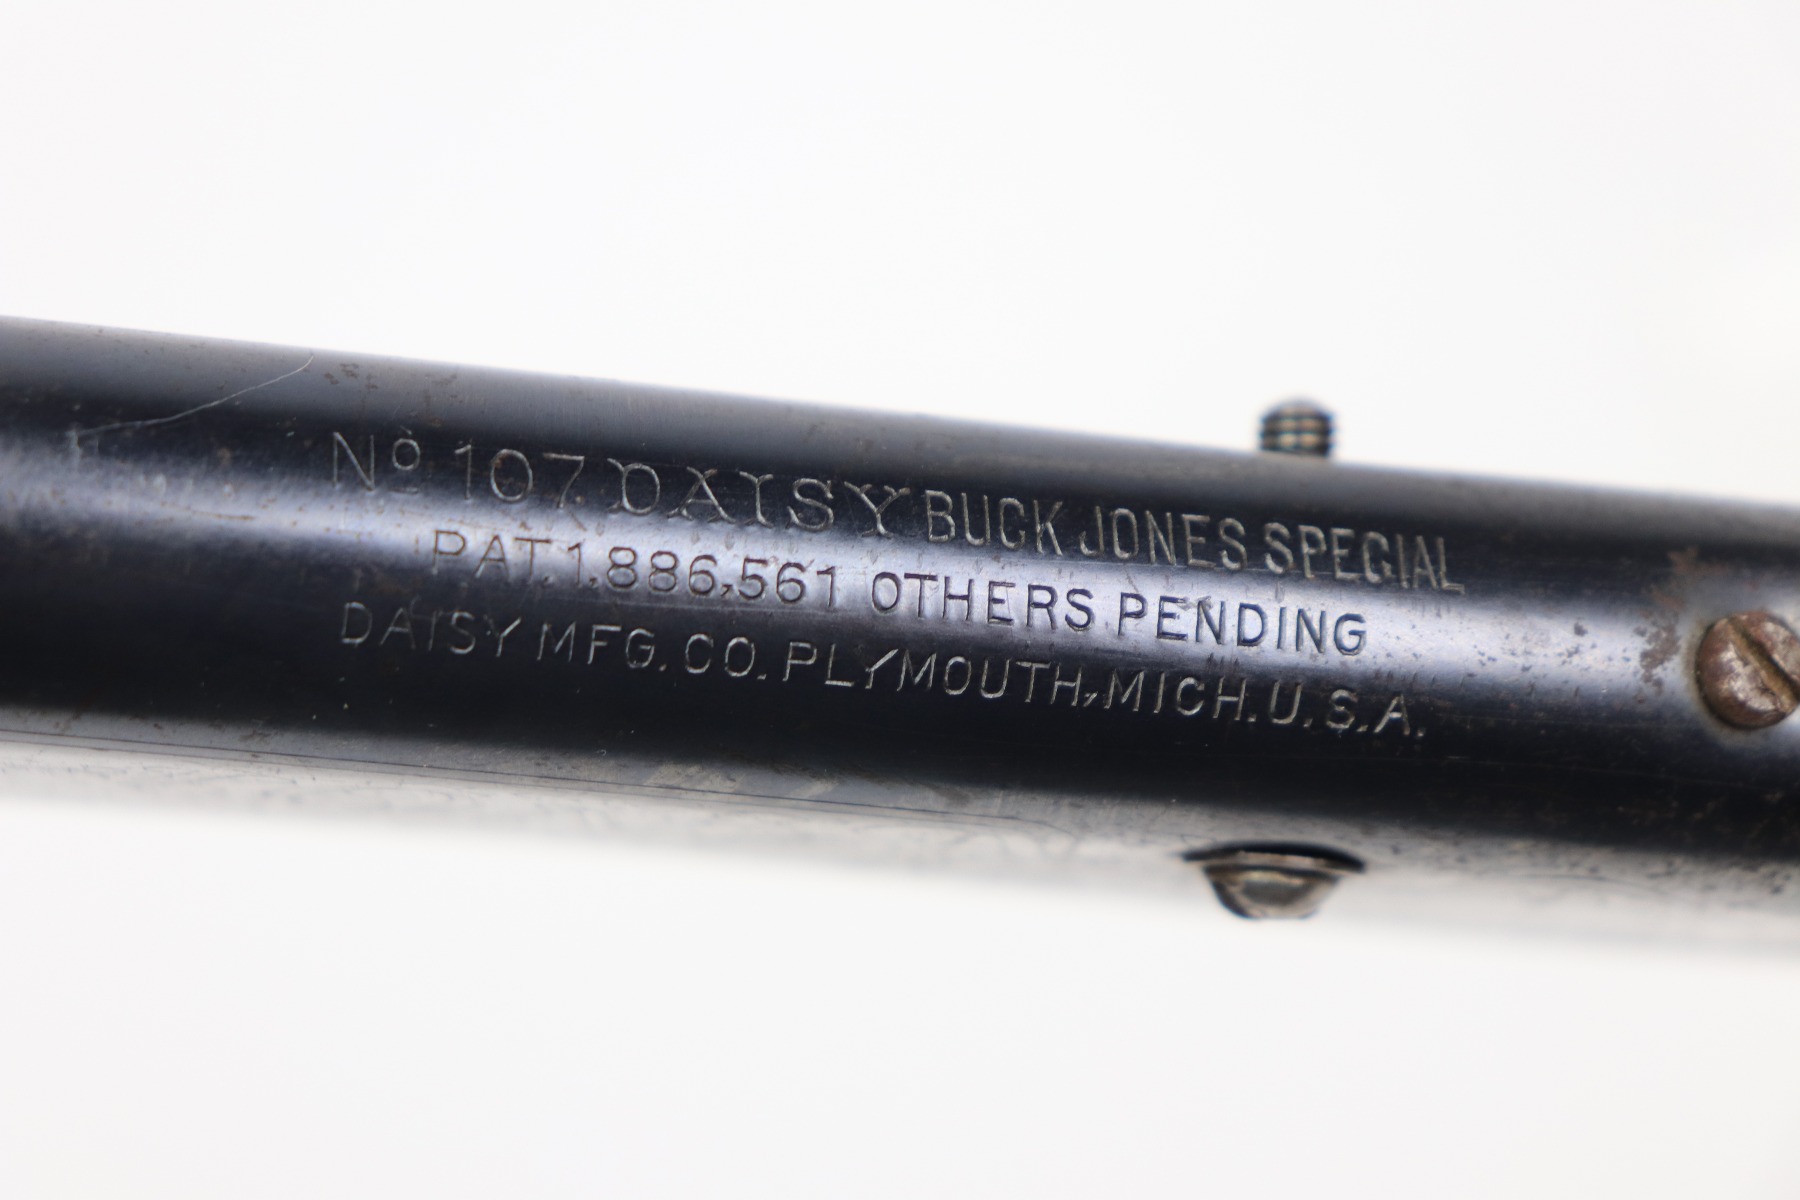 Nº 107 DAISY BUCK JONES SPECIAL
PAT. 1,886,561 OTHERS PENDING
DAISY MFG. CO. PLYMOUTH, MICH. U.S.A.